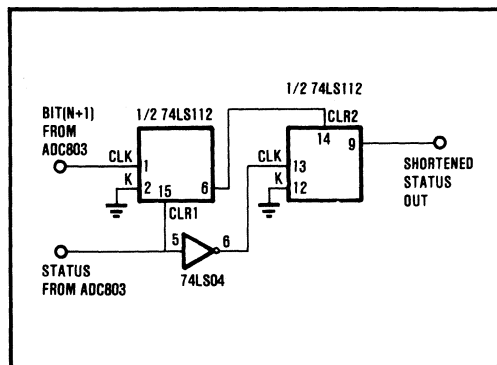 1/2 74LS112
BIT(N+1)
FROM
ADC803
1/2 74LS112
CLR2
CLK
1
K
2
15
6
CLR1
14
9
CLK
13
K
12
SHORTENED
STATUS
OUT
5
6
74LS04
STATUS
FROM ADC803